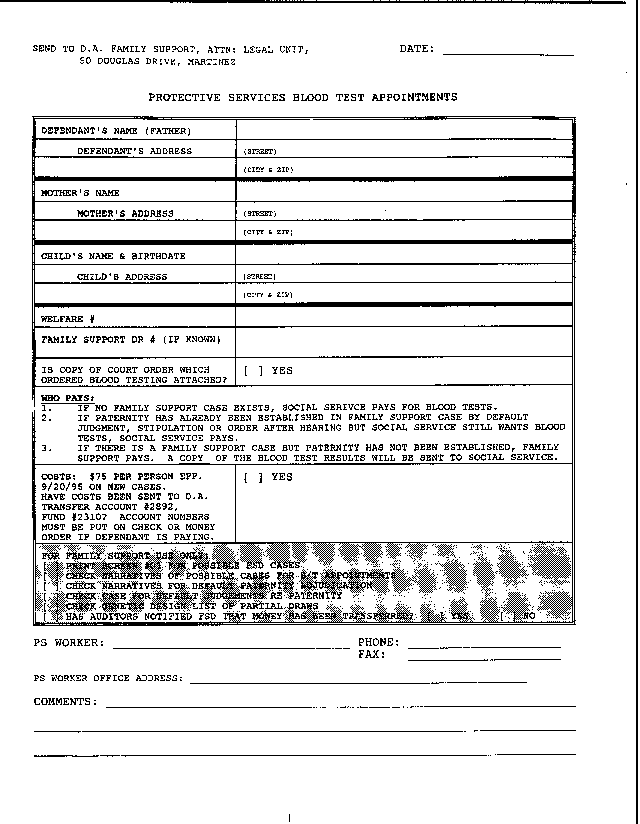 SEND TO D.A. FAMILY SUPPORT, ATTN: LEGAL UNIT, DATE:
50 DOUGLAS DRIVE, MARTINEZ
PROTECTIVE SERVICES BLOOD TEST APPOINTMENTS
DEFENDANT'S NAME (FATHER)
DEFENDANT'S ADDRESS (STREET)
(CITY & ZIP)
MOTHER'S NAME
MOTHER'S ADDRESS (STREET)
(CITY & ZIP)
CHILD'S NAME & BIRTHDATE
CHILD'S ADDRESS (STREET)
(CITY & ZIP)
WELFARE #
FAMILY SUPPORT DR # (IF KNOWN)
IS COPY OF COURT ORDER WHICH [ ] YES
ORDERED BLOOD TESTING ATTACHED?
WHO PAYS:
1. IF NO FAMILY SUPPORT CASE EXISTS, SOCIAL SERIVCE PAYS FOR BLOOD TESTS.
2. IF PATERNITY HAS ALREADY BEEN ESTABLISHED IN FAMILY SUPPORT CASE BY DEFAULT
JUDGMENT, STIPULATION OR ORDER AFTER HEARING BUT SOCIAL SERVICE STILL WANTS BLOOD
TESTS, SOCIAL SERVICE PAYS.
3. IF THERE IS A FAMILY SUPPORT CASE BUT PATERNITY HAS NOT BEEN ESTABLISHED, FAMILY
SUPPORT PAYS. A COPY OF THE BLOOD TEST RESULTS WILL BE SENT TO SOCIAL SERVICE.
COSTS: $75 PER PERSON EFF. [ ] YES
9/20/95 ON NEW CASES.
HAVE COSTS BEEN SENT TO D.A.
TRANSFER ACCOUNT #2892,
FUND #2310? ACCOUNT NUMBERS
MUST BE PUT ON CHECK OR MONEY
ORDER IF DEFENDANT IS PAYING.
FOR FAMILY SUPPORT USE ONLY:
[ ] PRINT SCREEN POSSIBLE FSD CASES
[ ] CHECK NARRATIVES OF POSSIBLE CASES FOR B/T APPOINTMENTS
[ ] CHECK NARRATIVES FOR DEFAULT PATERNITY ADJUDICATION
[ ] CHECK CASE FOR DEFAULT JUDGEMENTS RE PATERNITY
[ ] CHECK GENETIC DESIGN LIST OF PARTIAL DRAWS
[ ] HAS AUDITORS NOTIFIED FSD THAT MONEY HAS BEEN TRANSFERRED? [ ] YES [ ] NO
PS WORKER: PHONE:
FAX:
PS WORKER OFFICE ADDRESS:
COMMENTS: